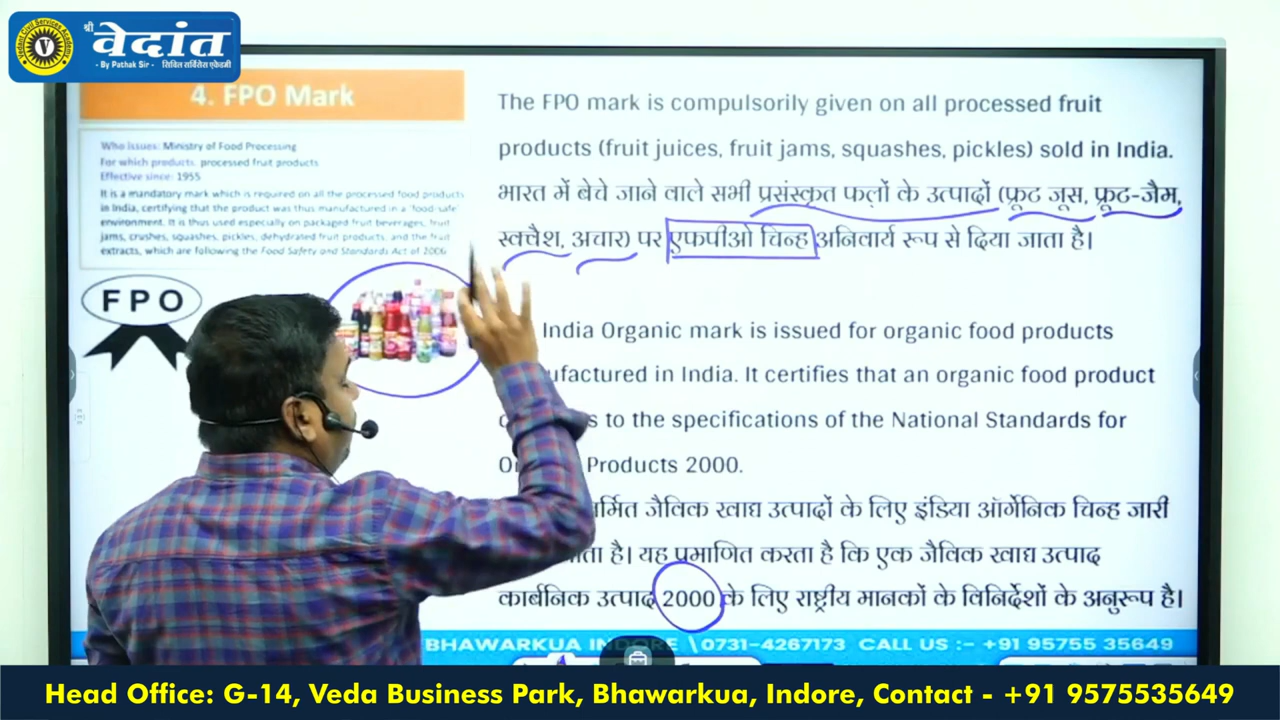 श्री
वेदांत
- By Pathak Sir - सिविल सर्विसेस एकेडमी
V
4. FPO Mark
Who issues: Ministry of Food Processing
For which products: processed fruit products
Effective since: 1955
It is a mandatory mark which is required on all the processed food products
in India, certifying that the product was thus manufactured in a 'food-safe'
environment. It is thus used especially on packaged fruit beverages, fruit
jams, crushes, squashes, pickles, dehydrated fruit products, and the fruit
extracts, which are following the Food Safety and Standards Act of 2006
FPO
The FPO mark is compulsorily given on all processed fruit
products (fruit juices, fruit jams, squashes, pickles) sold in India.
भारत में बेचे जाने वाले सभी प्रसंस्कृत फलों के उत्पादों (फ्रूट जूस, फ्रूट-जैम,
स्क्वैश, अचार) पर एफपीओ चिन्ह अनिवार्य रूप से दिया जाता है।
India Organic mark is issued for organic food products
ufactured in India. It certifies that an organic food product
s to the specifications of the National Standards for
Products 2000.
र्मित जैविक खाद्य उत्पादों के लिए इंडिया ऑर्गेनिक चिन्ह जारी
है। यह प्रमाणित करता है कि एक जैविक खाद्य उत्पाद
कार्बनिक उत्पाद 2000 के लिए राष्ट्रीय मानकों के विनिर्देशों के अनुरूप है।
BHAWARKUA INDORE \0731-4267173 CALL US :- +91 95755 35649
Head Office: G-14, Veda Business Park, Bhawarkua, Indore, Contact - +91 9575535649